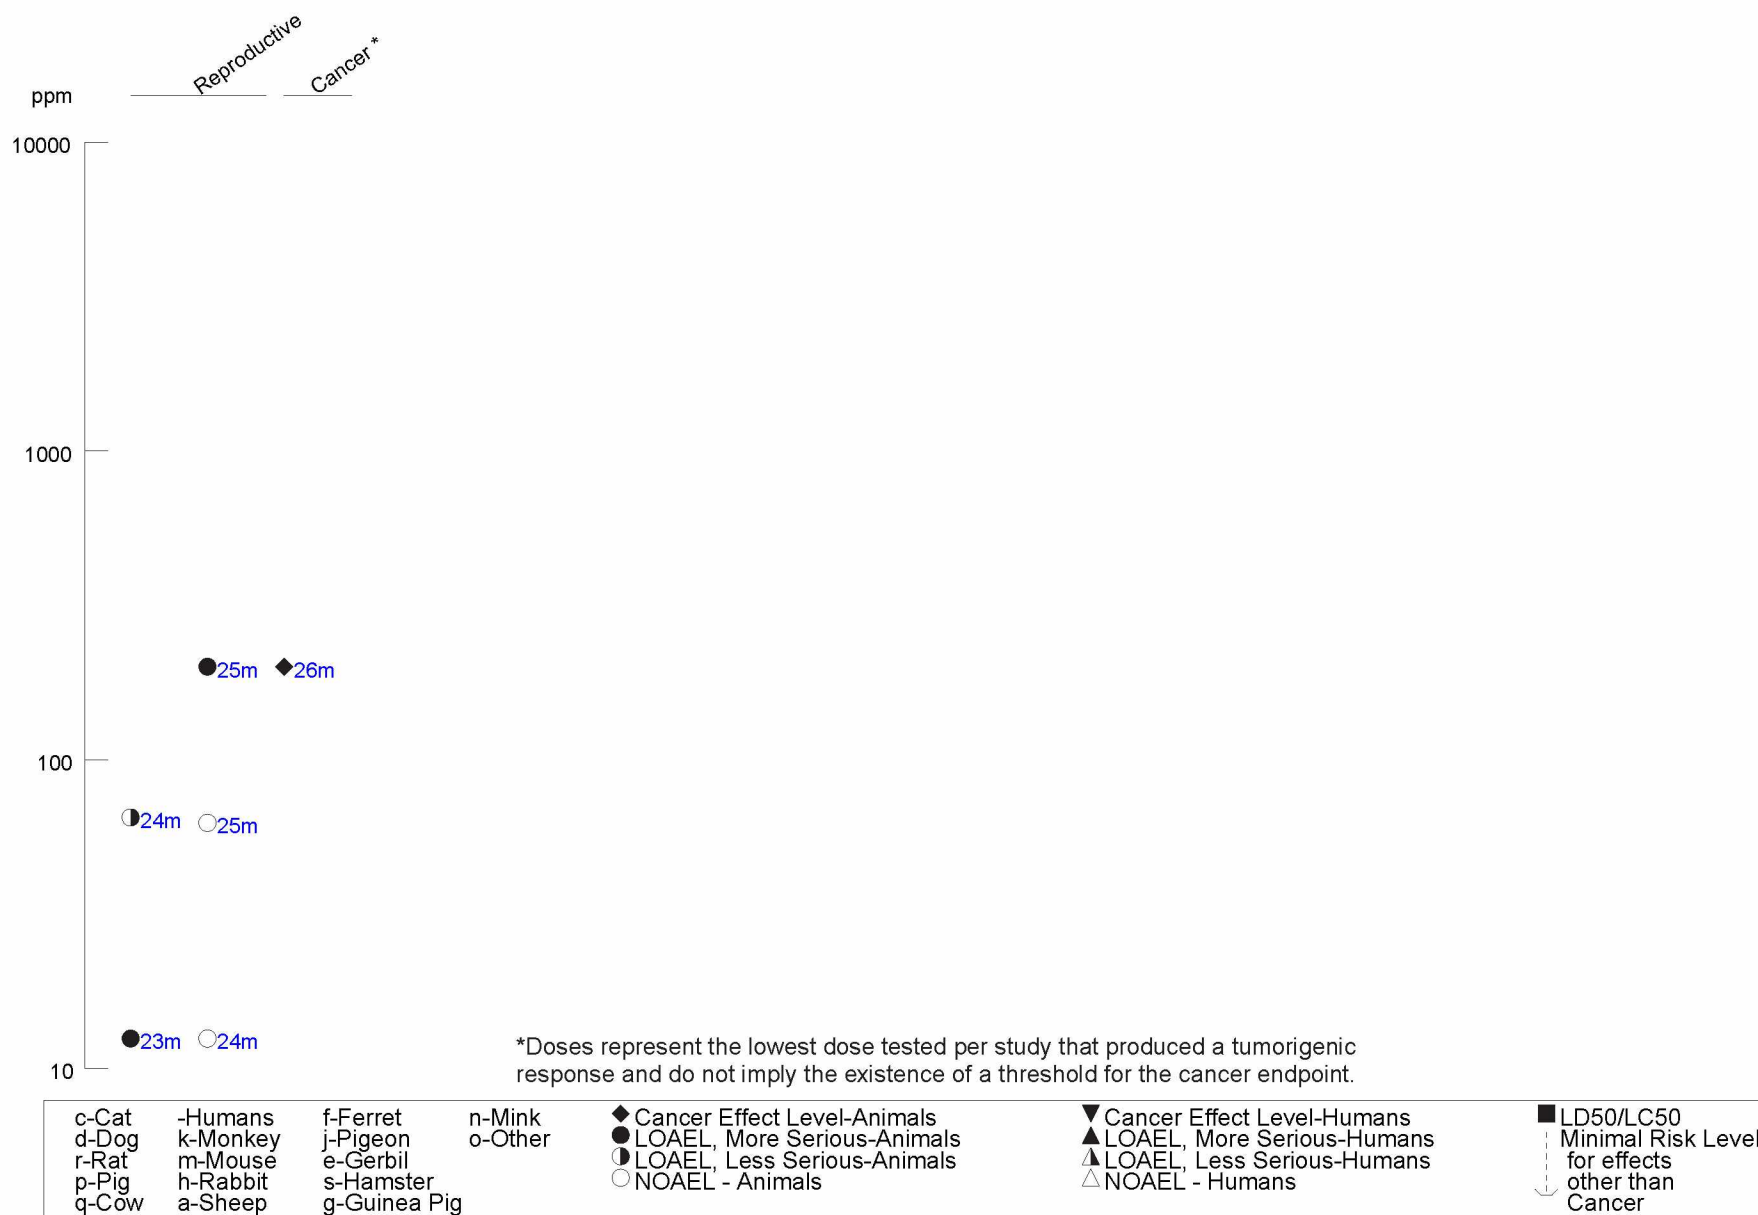 Reproductive
Cancer *
ppm
10000
1000
25m 26m
100
24m 25m
23m 24m
10
*Doses represent the lowest dose tested per study that produced a tumorigenic
response and do not imply the existence of a threshold for the cancer endpoint.
c-Cat -Humans f-Ferret n-Mink
d-Dog k-Monkey j-Pigeon o-Other
r-Rat m-Mouse e-Gerbil
p-Pig h-Rabbit s-Hamster
q-Cow a-Sheep g-Guinea Pig
Cancer Effect Level-Animals
LOAEL, More Serious-Animals
LOAEL, Less Serious-Animals
NOAEL - Animals
Cancer Effect Level-Humans
LOAEL, More Serious-Humans
LOAEL, Less Serious-Humans
NOAEL - Humans
LD50/LC50
Minimal Risk Level
for effects
other than
Cancer